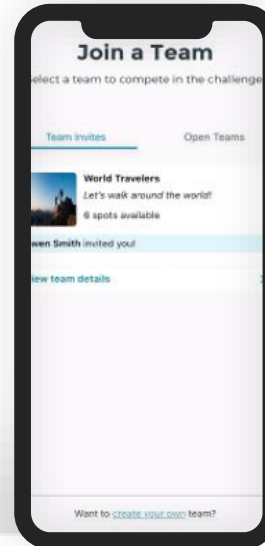 Join a Team
elect a team to compete in the challenge
Team Invites Open Teams
World Travelers
Let's walk around the world!
6 spots available
wen Smith invited you!
iew team details
Want to create your own team?